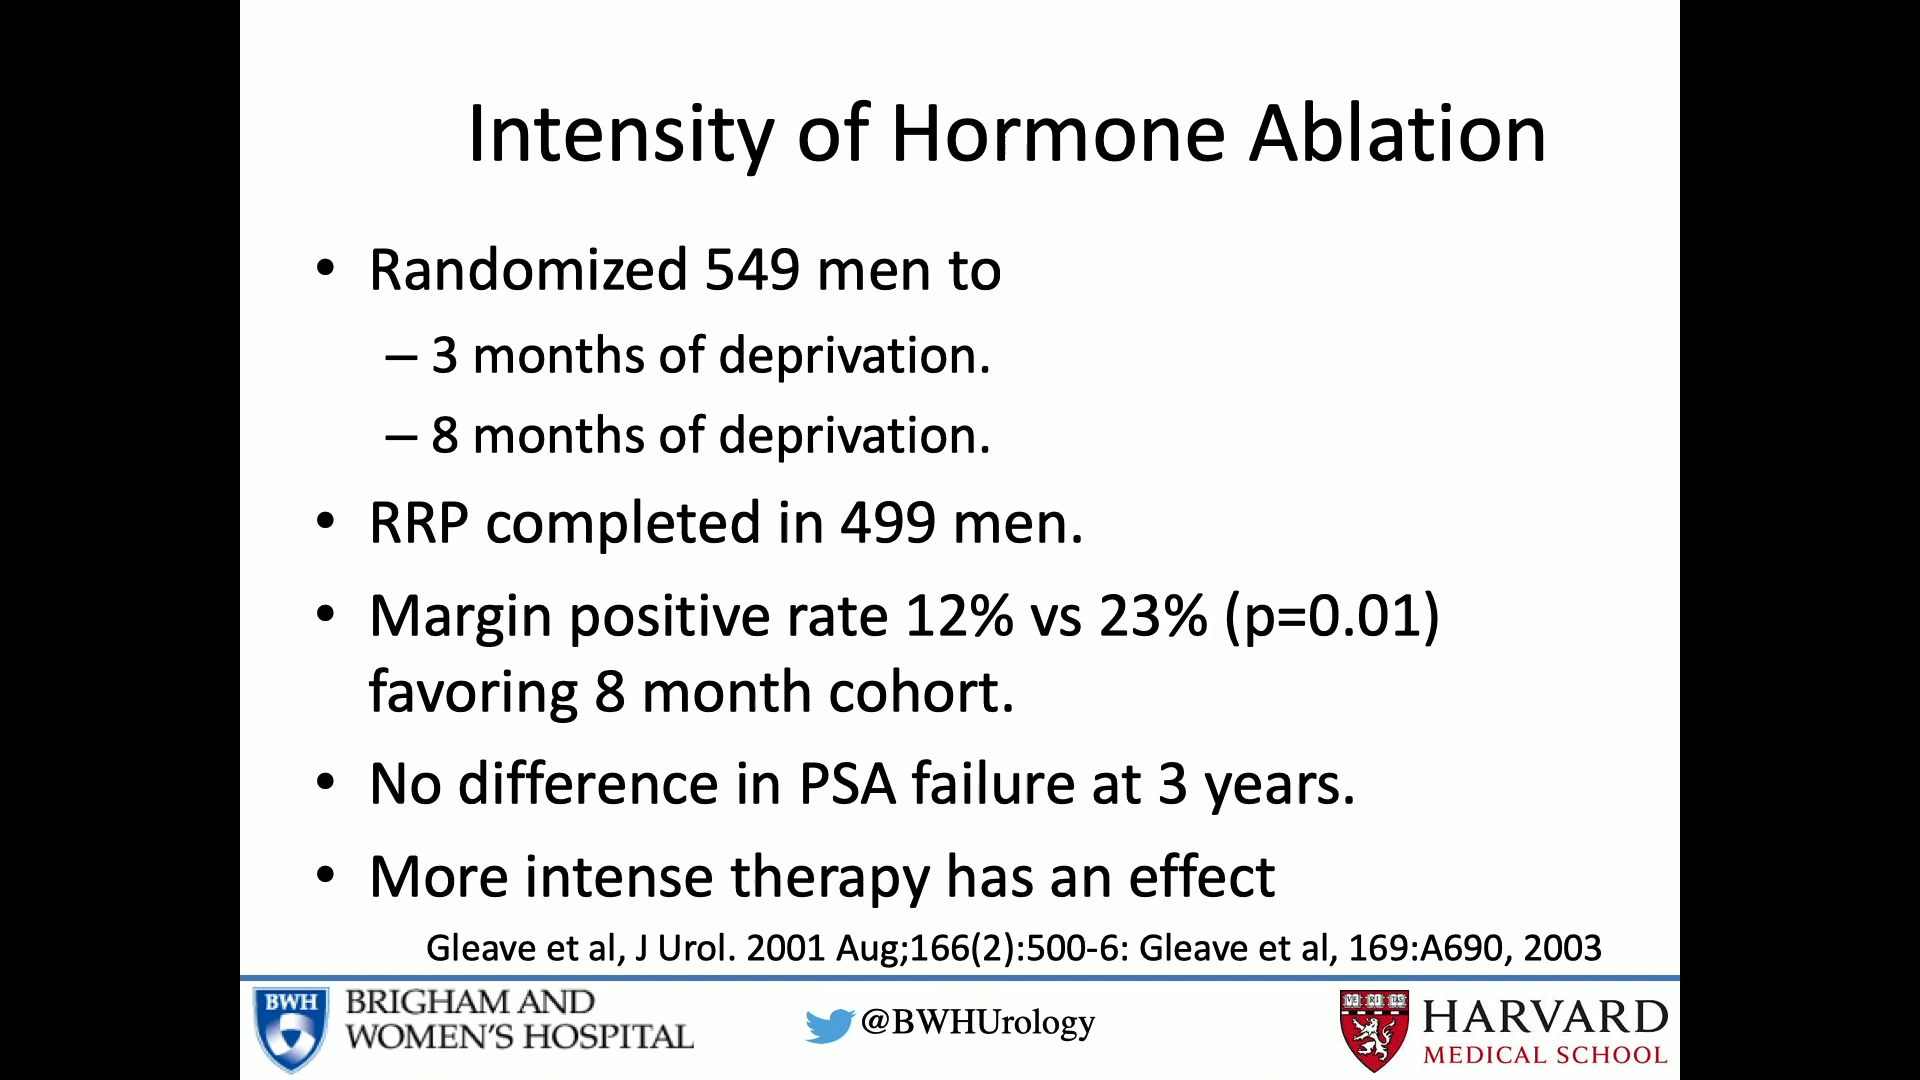 Intensity of Hormone Ablation
• Randomized 549 men to
– 3 months of deprivation.
– 8 months of deprivation.
• RRP completed in 499 men.
• Margin positive rate 12% vs 23% (p=0.01)
favoring 8 month cohort.
• No difference in PSA failure at 3 years.
• More intense therapy has an effect
Gleave et al, J Urol. 2001 Aug;166(2):500-6: Gleave et al, 169:A690, 2003
BWH
BRIGHAM AND
WOMEN'S HOSPITAL
@BWHUrology
VE RI TAS
HARVARD
MEDICAL SCHOOL